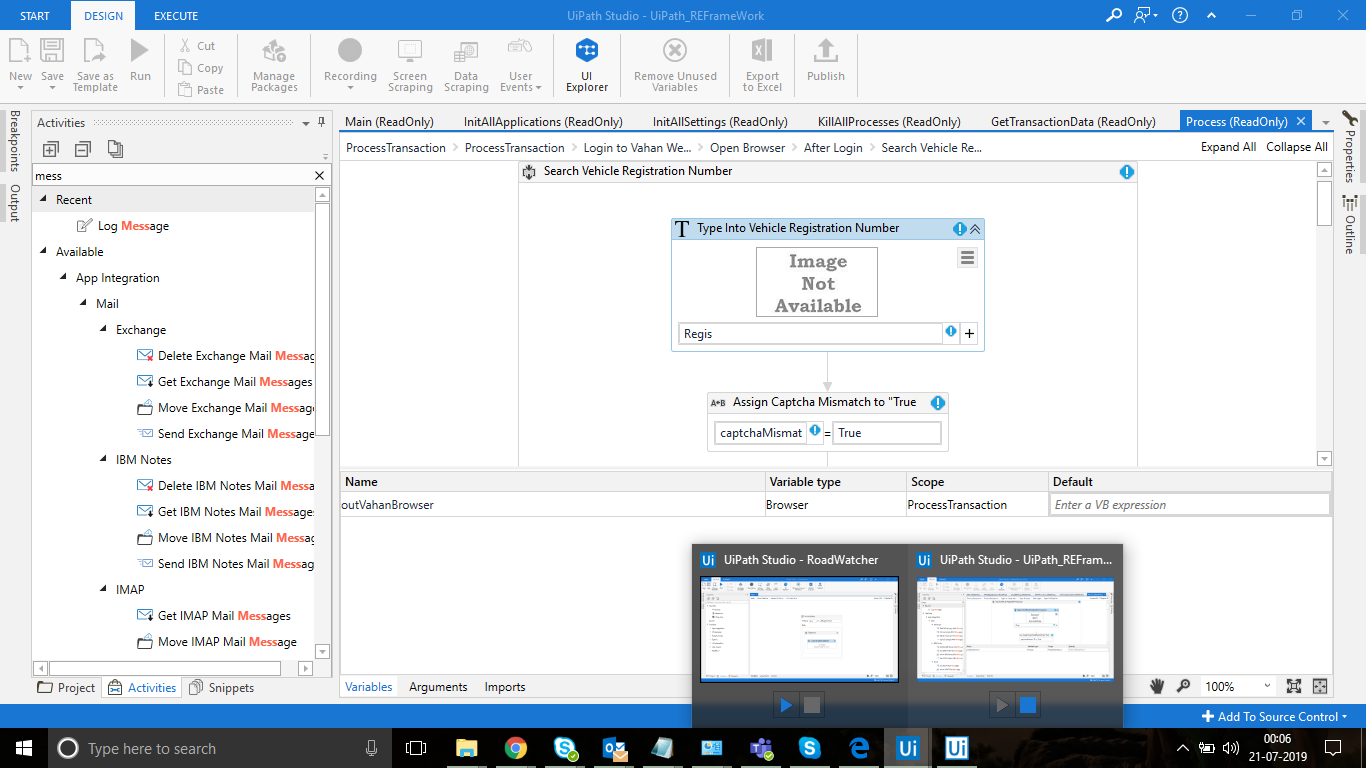 START
DESIGN
EXECUTE
UiPath Studio - UiPath_REFrameWork
New
Save
Save as Template
Run
Cut
Copy
Paste
Manage Packages
Recording
Screen Scraping
Data Scraping
User Events
UI Explorer
Remove Unused Variables
Export to Excel
Publish
Breakpoints
Output
Activities
mess
Recent
Log Message
Available
App Integration
Mail
Exchange
Delete Exchange Mail Messag
Get Exchange Mail Messages
Move Exchange Mail Message
Send Exchange Mail Message
IBM Notes
Delete IBM Notes Mail Messa
Get IBM Notes Mail Messages
Move IBM Notes Mail Messag
Send IBM Notes Mail Messag
IMAP
Get IMAP Mail Messages
Move IMAP Mail Message
Project
Activities
Snippets
Main (ReadOnly)
InitAllApplications (ReadOnly)
InitAllSettings (ReadOnly)
KillAllProcesses (ReadOnly)
GetTransactionData (ReadOnly)
Process (ReadOnly)
ProcessTransaction
ProcessTransaction
Login to Vahan We...
Open Browser
After Login
Search Vehicle Re...
Expand All
Collapse All
Search Vehicle Registration Number
T Type Into Vehicle Registration Number
Image
Not
Available
Regis
+
A+B Assign Captcha Mismatch to "True
captchaMismat = True
Name Variable type Scope Default
outVahanBrowser Browser ProcessTransaction Enter a VB expression
Variables
Arguments
Imports
100%
Properties
Outline
Ui UiPath Studio - RoadWatcher
Ui UiPath Studio - UiPath_REFram...
Add To Source Control
Type here to search
Ui
Ui
00:06
21-07-2019